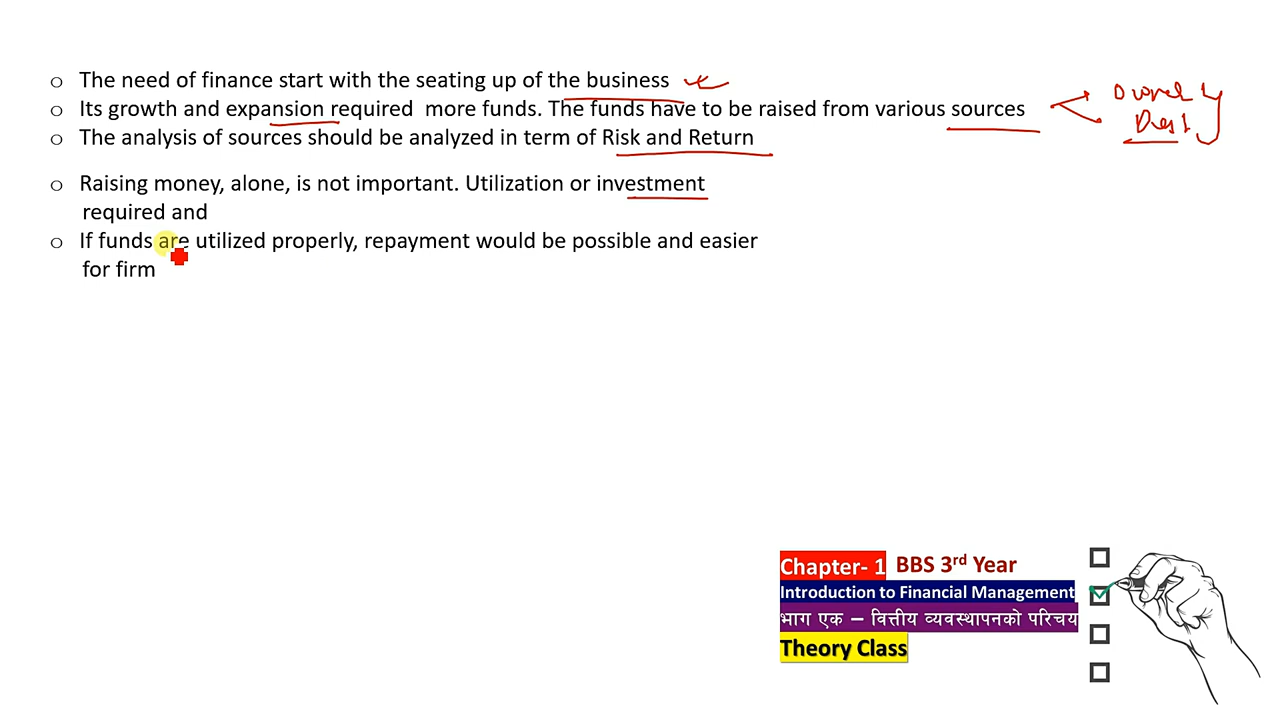 o The need of finance start with the seating up of the business
o Its growth and expansion required more funds. The funds have to be raised from various sources
o The analysis of sources should be analyzed in term of Risk and Return
o Raising money, alone, is not important. Utilization or investment
required and
o If funds are utilized properly, repayment would be possible and easier
for firm
Chapter- 1 BBS 3rd Year
Introduction to Financial Management
भाग एक – वित्तीय व्यवस्थापनको परिचय
Theory Class